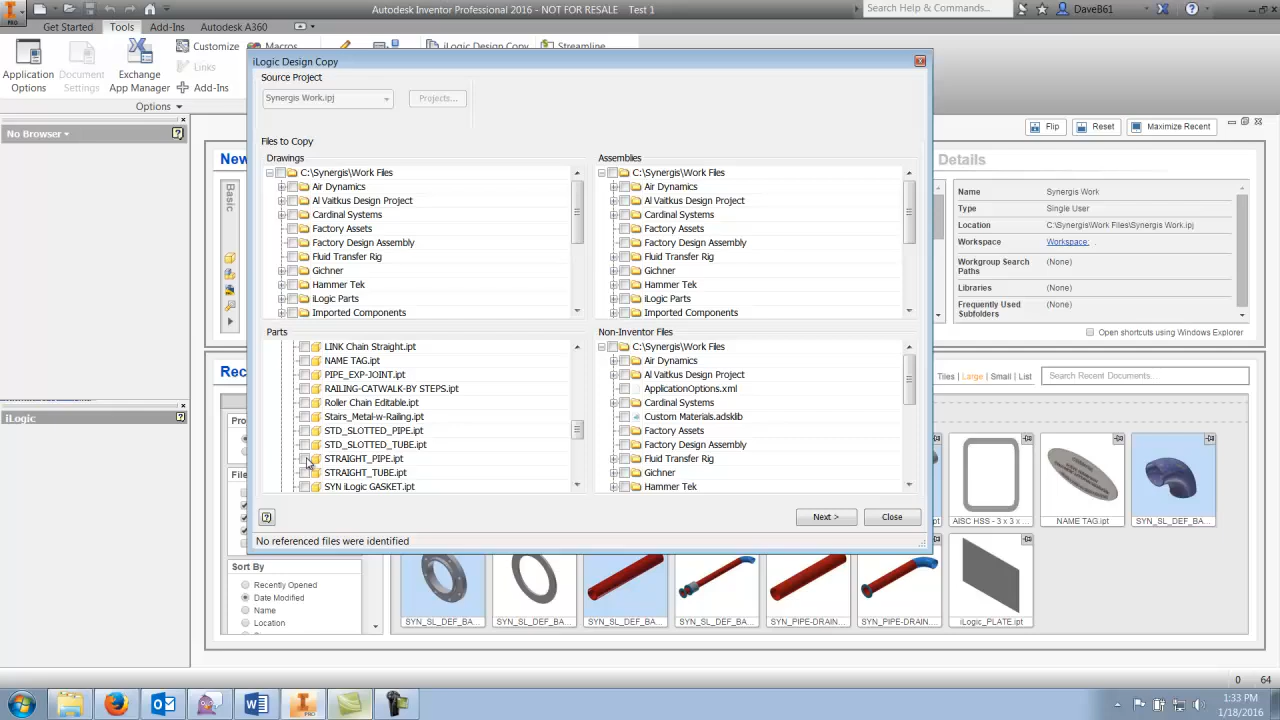 Autodesk Inventor Professional 2016 - NOT FOR RESALE Test 1
Search Help & Commands...
DaveB61
PRO
Get Started
Tools
Add-Ins
Autodesk A360
Application Options
Document Settings
Exchange App Manager
Customize
Links
Add-Ins
Macros
iLogic Design Copy
Streamline
Options
No Browser
iLogic
iLogic Design Copy
Source Project
Synergis Work.ipj
Projects...
Files to Copy
Drawings
C:\Synergis\Work Files
Air Dynamics
Al Vaitkus Design Project
Cardinal Systems
Factory Assets
Factory Design Assembly
Fluid Transfer Rig
Gichner
Hammer Tek
iLogic Parts
Imported Components
Assemblies
C:\Synergis\Work Files
Air Dynamics
Al Vaitkus Design Project
Cardinal Systems
Factory Assets
Factory Design Assembly
Fluid Transfer Rig
Gichner
Hammer Tek
iLogic Parts
Imported Components
Parts
LINK Chain Straight.ipt
NAME TAG.ipt
PIPE_EXP-JOINT.ipt
RAILING-CATWALK-BY STEPS.ipt
Roller Chain Editable.ipt
Stairs_Metal-w-Railing.ipt
STD_SLOTTED_PIPE.ipt
STD_SLOTTED_TUBE.ipt
STRAIGHT_PIPE.ipt
STRAIGHT_TUBE.ipt
SYN iLogic GASKET.ipt
Non-Inventor Files
C:\Synergis\Work Files
Air Dynamics
Al Vaitkus Design Project
ApplicationOptions.xml
Cardinal Systems
Custom Materials.adsklib
Factory Assets
Factory Design Assembly
Fluid Transfer Rig
Gichner
Hammer Tek
Next >
Close
No referenced files were identified
New
Basic
Flip
Reset
Maximize Recent
Details
Name Synergis Work
Type Single User
Location C:\Synergis\Work Files\Synergis Work.ipj
Workspace Workspace: .
Workgroup Search Paths (None)
Libraries (None)
Frequently Used Subfolders (None)
Open shortcuts using Windows Explorer
Rec
Tiles | Large | Small | List
Search Recent Documents...
Pro
File
Sort By
Recently Opened
Date Modified
Name
Location
AISC HSS - 3 x 3 x ...
NAME TAG.ipt
SYN_SL_DEF_BA...
SYN_SL_DEF_BA...
SYN_SL_DEF_BA...
SYN_SL_DEF_BA...
SYN_SL_DEF_BA...
SYN_PIPE-DRAIN...
SYN_PIPE-DRAIN...
iLogic_PLATE.ipt
0 64
1:33 PM
1/18/2016